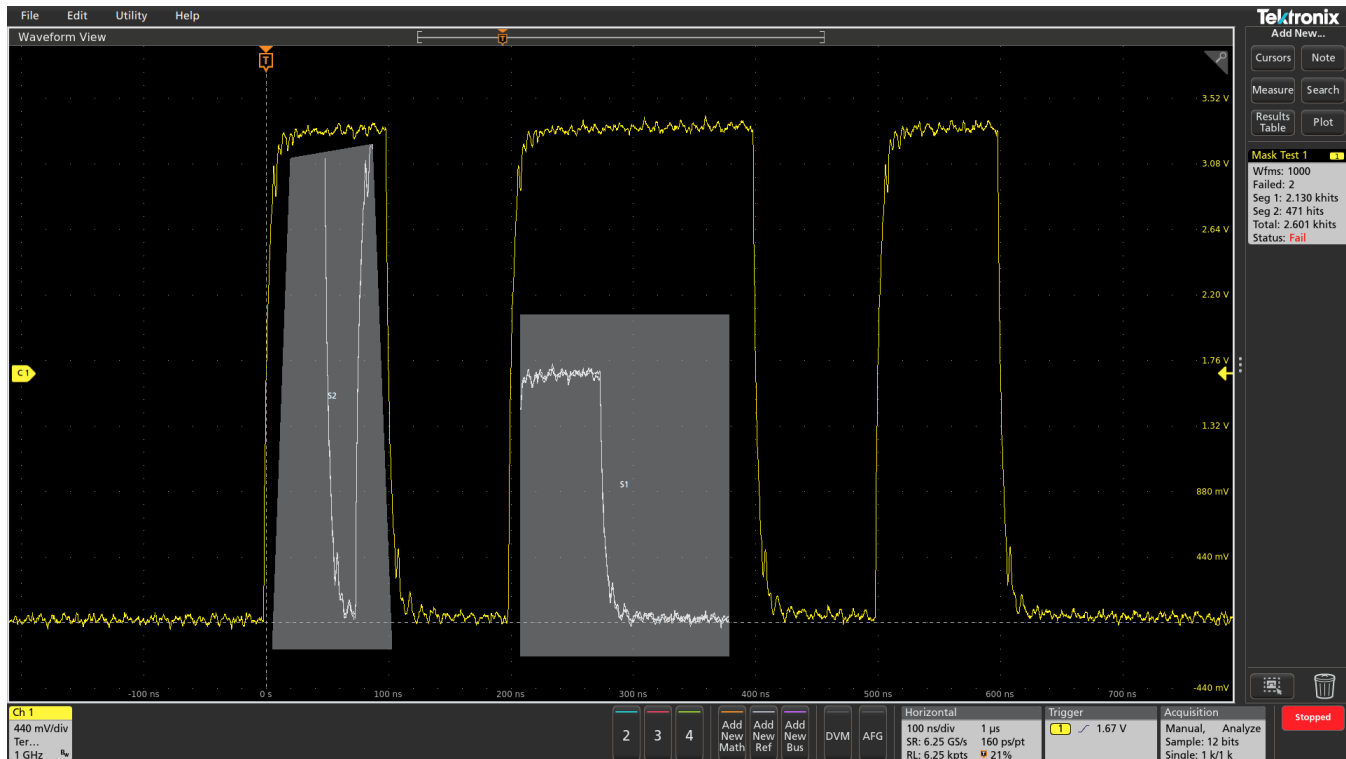 File Edit Utility Help
Tektronix
Waveform View
Add New...
T
T
Cursors Note
Measure Search
Results Table Plot
3.52 V
3.08 V
2.64 V
2.20 V
1.76 V
1.32 V
880 mV
440 mV
-440 mV
Mask Test 1 1
Wfms: 1000
Failed: 2
Seg 1: 2.130 khits
Seg 2: 471 hits
Total: 2.601 khits
Status: Fail
C1
S2
S1
-100 ns 0 s 100 ns 200 ns 300 ns 400 ns 500 ns 600 ns 700 ns
Ch 1
440 mV/div
Ter...
1 GHz Bw
2 3 4
Add New Math
Add New Ref
Add New Bus
DVM AFG
Horizontal
100 ns/div 1 µs
SR: 6.25 GS/s 160 ps/pt
RL: 6.25 kpts 21%
Trigger
1 1.67 V
Acquisition
Manual, Analyze
Sample: 12 bits
Single: 1 k/1 k
Stopped